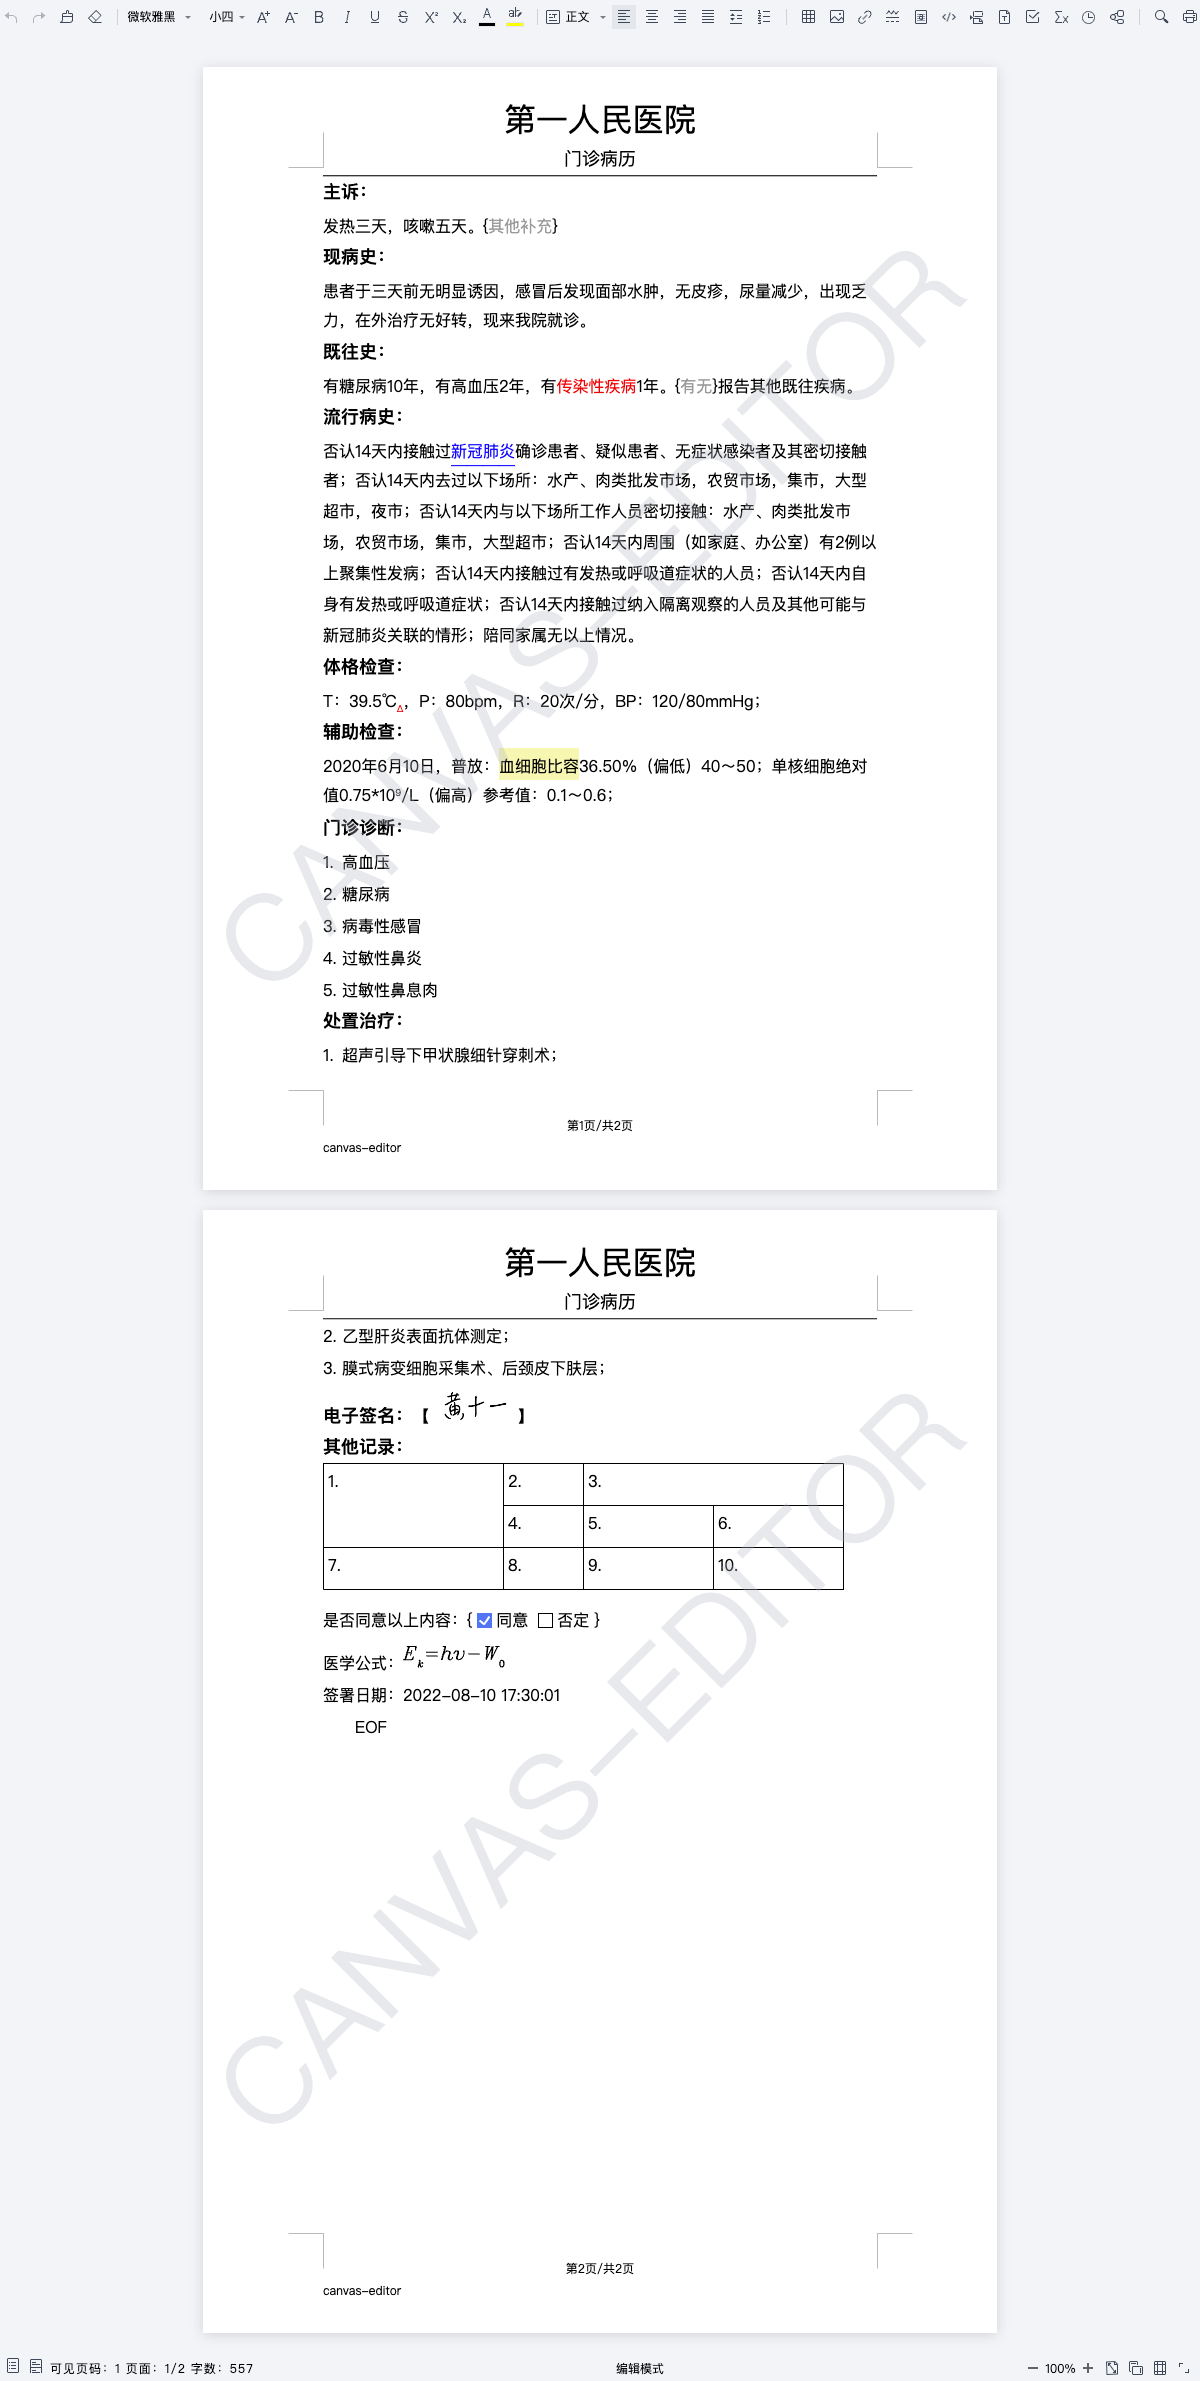 微软雅黑 小四 A+ A- B I U S X² X₂ A ab 正文
第一人民医院
门诊病历
主诉：
发热三天，咳嗽五天。{其他补充}
现病史：
患者于三天前无明显诱因，感冒后发现面部水肿，无皮疹，尿量减少，出现乏
力，在外治疗无好转，现来我院就诊。
既往史：
有糖尿病10年，有高血压2年，有传染性疾病1年。{有无}报告其他既往疾病。
流行病史：
否认14天内接触过新冠肺炎确诊患者、疑似患者、无症状感染者及其密切接触
者；否认14天内去过以下场所：水产、肉类批发市场，农贸市场，集市，大型
超市，夜市；否认14天内与以下场所工作人员密切接触：水产、肉类批发市
场，农贸市场，集市，大型超市；否认14天内周围（如家庭、办公室）有2例以
上聚集性发病；否认14天内接触过有发热或呼吸道症状的人员；否认14天内自
身有发热或呼吸道症状；否认14天内接触过纳入隔离观察的人员及其他可能与
新冠肺炎关联的情形；陪同家属无以上情况。
体格检查：
T：39.5℃Δ，P：80bpm，R：20次/分，BP：120/80mmHg；
辅助检查：
2020年6月10日，普放：血细胞比容36.50%（偏低）40～50；单核细胞绝对
值0.75*10⁹/L（偏高）参考值：0.1～0.6；
门诊诊断：
1. 高血压
2. 糖尿病
3. 病毒性感冒
4. 过敏性鼻炎
5. 过敏性鼻息肉
处置治疗：
1. 超声引导下甲状腺细针穿刺术；
第1页/共2页
canvas-editor
CANVAS-EDITOR
第一人民医院
门诊病历
2. 乙型肝炎表面抗体测定；
3. 膜式病变细胞采集术、后颈皮下肤层；
电子签名：【 黄十一 】
其他记录：
1. 2. 3.
4. 5. 6.
7. 8. 9. 10.
是否同意以上内容：{ 同意 否定 }
医学公式：Eₖ=hυ−W₀
签署日期：2022-08-10 17:30:01
EOF
第2页/共2页
canvas-editor
CANVAS-EDITOR
可见页码：1 页面：1/2 字数：557 编辑模式 100%